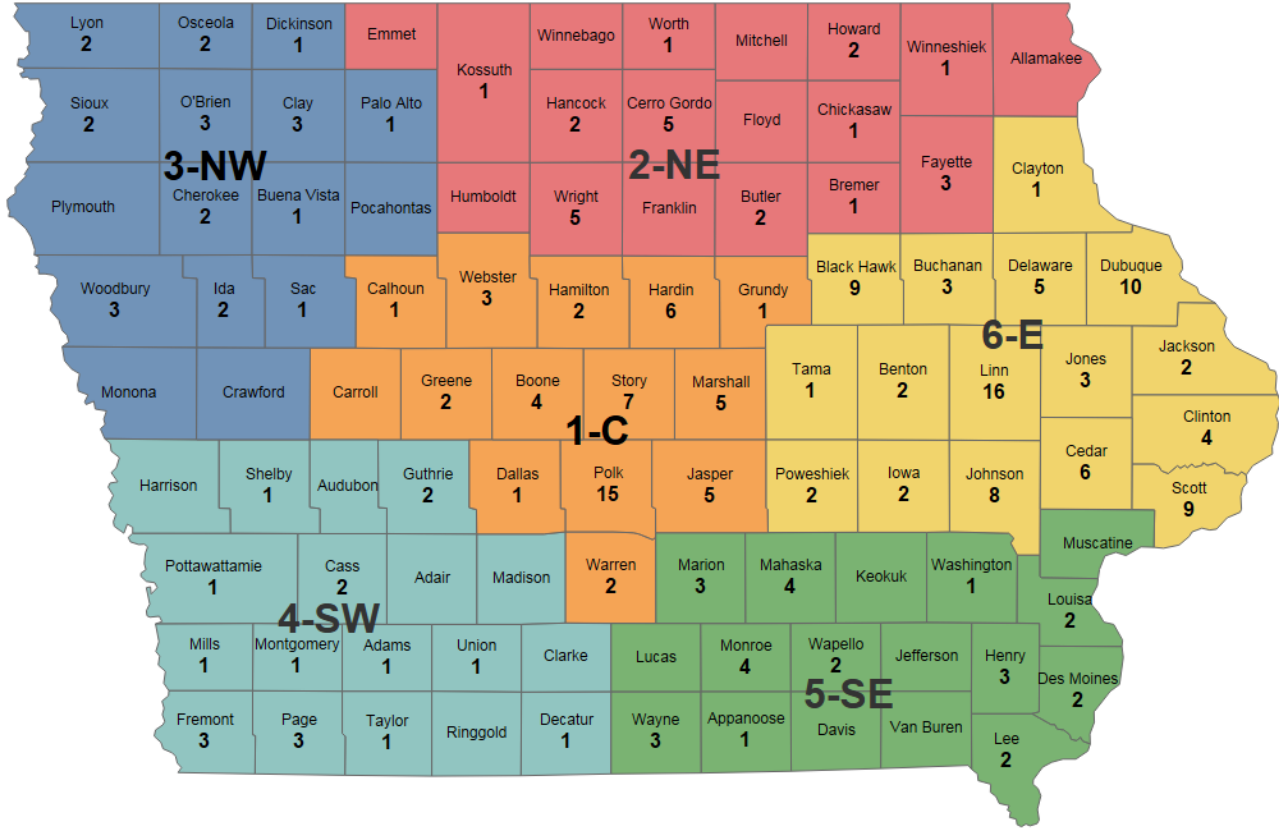 Lyon
2
Osceola
2
Dickinson
1
Emmet
Kossuth
1
Winnebago
Worth
1
Mitchell
Howard
2
Winneshiek
1
Allamakee
Sioux
2
O'Brien
3
Clay
3
Palo Alto
1
Hancock
2
Cerro Gordo
5
Floyd
Chickasaw
1
3-NW
2-NE
Fayette
3
Clayton
1
Plymouth
Cherokee
2
Buena Vista
1
Pocahontas
Humboldt
Wright
5
Franklin
Butler
2
Bremer
1
Woodbury
3
Ida
2
Sac
1
Calhoun
1
Webster
3
Hamilton
2
Hardin
6
Grundy
1
Black Hawk
9
Buchanan
3
Delaware
5
Dubuque
10
6-E
Monona
Crawford
Carroll
Greene
2
Boone
4
Story
7
Marshall
5
Tama
1
Benton
2
Linn
16
Jones
3
Jackson
2
Clinton
4
1-C
Harrison
Shelby
1
Audubon
Guthrie
2
Dallas
1
Polk
15
Jasper
5
Poweshiek
2
Iowa
2
Johnson
8
Cedar
6
Scott
9
Muscatine
Pottawattamie
1
Cass
2
Adair
Madison
Warren
2
Marion
3
Mahaska
4
Keokuk
Washington
1
Louisa
2
4-SW
Mills
1
Montgomery
1
Adams
1
Union
1
Clarke
Lucas
Monroe
4
Wapello
2
Jefferson
Henry
3
Des Moines
2
5-SE
Fremont
3
Page
3
Taylor
1
Ringgold
Decatur
1
Wayne
3
Appanoose
1
Davis
Van Buren
Lee
2